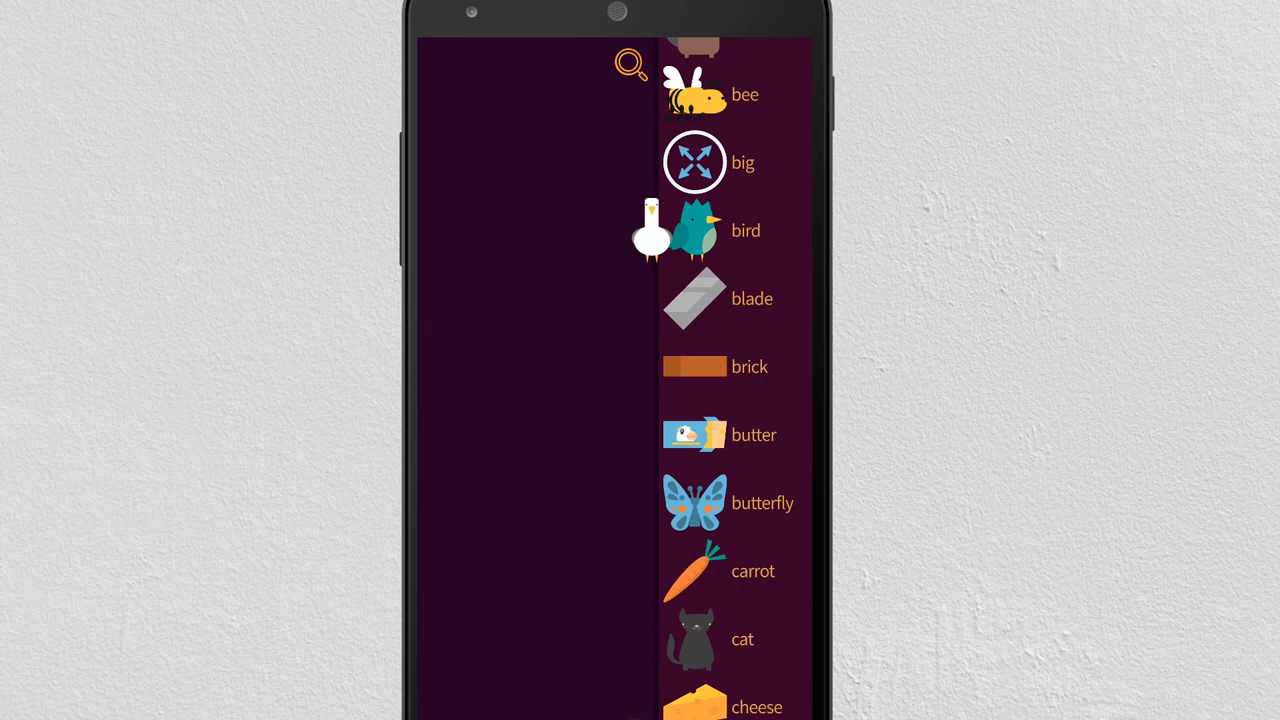 bee
big
bird
blade
brick
butter
butterfly
carrot
cat
cheese